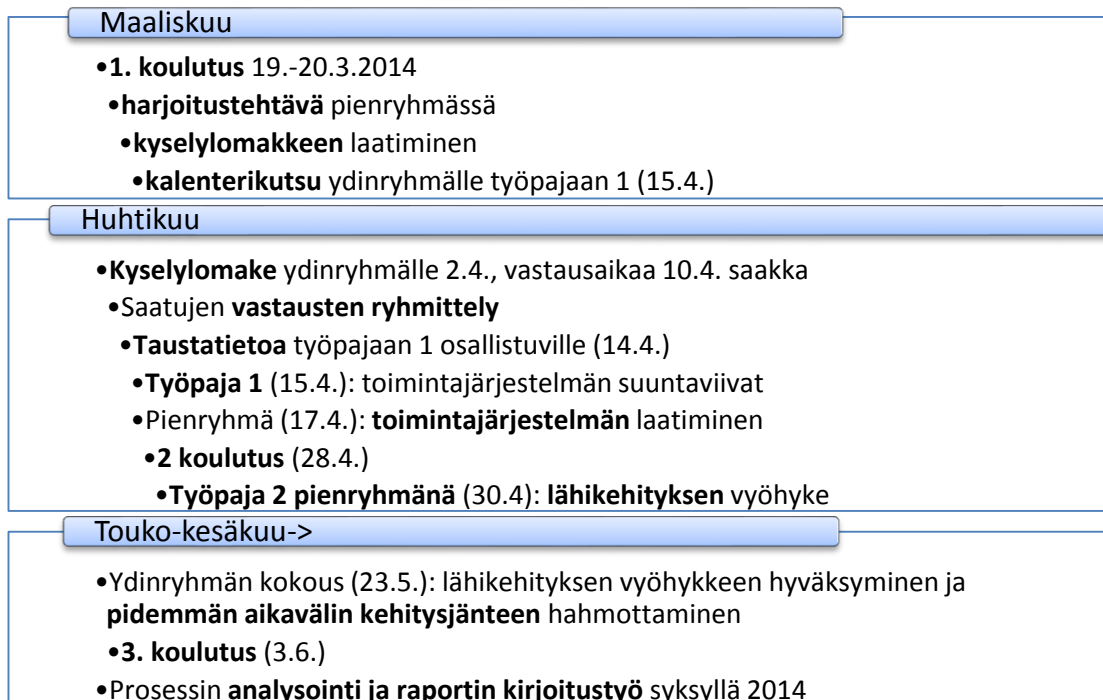 Maaliskuu
•1. koulutus 19.-20.3.2014
•harjoitustehtävä pienryhmässä
•kyselylomakkeen laatiminen
•kalenterikutsu ydinryhmälle työpajaan 1 (15.4.)
Huhtikuu
•Kyselylomake ydinryhmälle 2.4., vastausaikaa 10.4. saakka
•Saatujen vastausten ryhmittely
•Taustatietoa työpajaan 1 osallistuville (14.4.)
•Työpaja 1 (15.4.): toimintajärjestelmän suuntaviivat
•Pienryhmä (17.4.): toimintajärjestelmän laatiminen
•2 koulutus (28.4.)
•Työpaja 2 pienryhmänä (30.4): lähikehityksen vyöhyke
Touko-kesäkuu->
•Ydinryhmän kokous (23.5.): lähikehityksen vyöhykkeen hyväksyminen ja
pidemmän aikavälin kehitysjänteen hahmottaminen
•3. koulutus (3.6.)
•Prosessin analysointi ja raportin kirjoitustyö syksyllä 2014